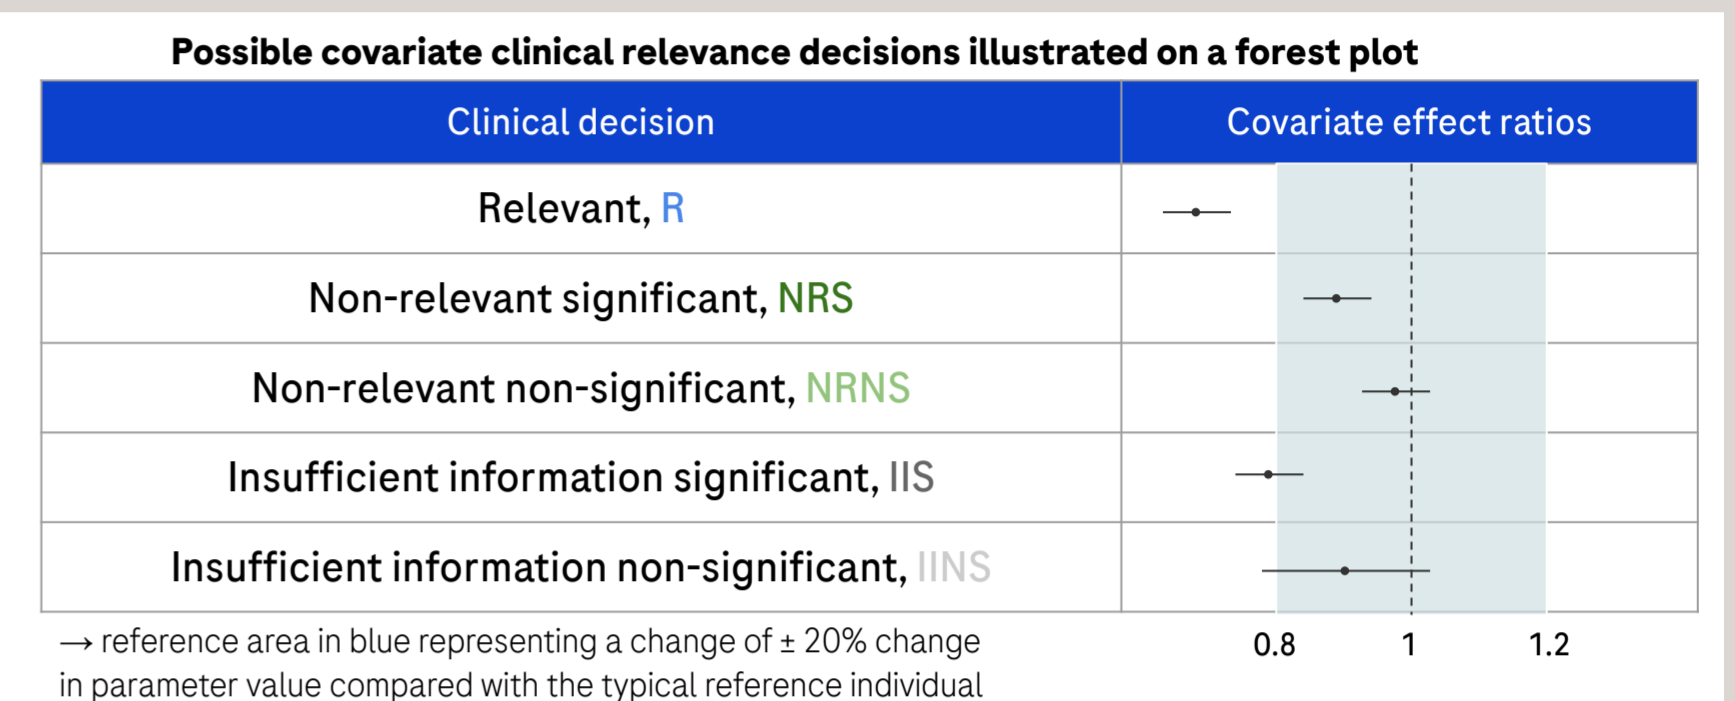 Possible covariate clinical relevance decisions illustrated on a forest plot
Clinical decision
Covariate effect ratios
Relevant, R
Non-relevant significant, NRS
Non-relevant non-significant, NRNS
Insufficient information significant, IIS
Insufficient information non-significant, IINS
0.8 1 1.2
→ reference area in blue representing a change of ± 20% change
in parameter value compared with the typical reference individual